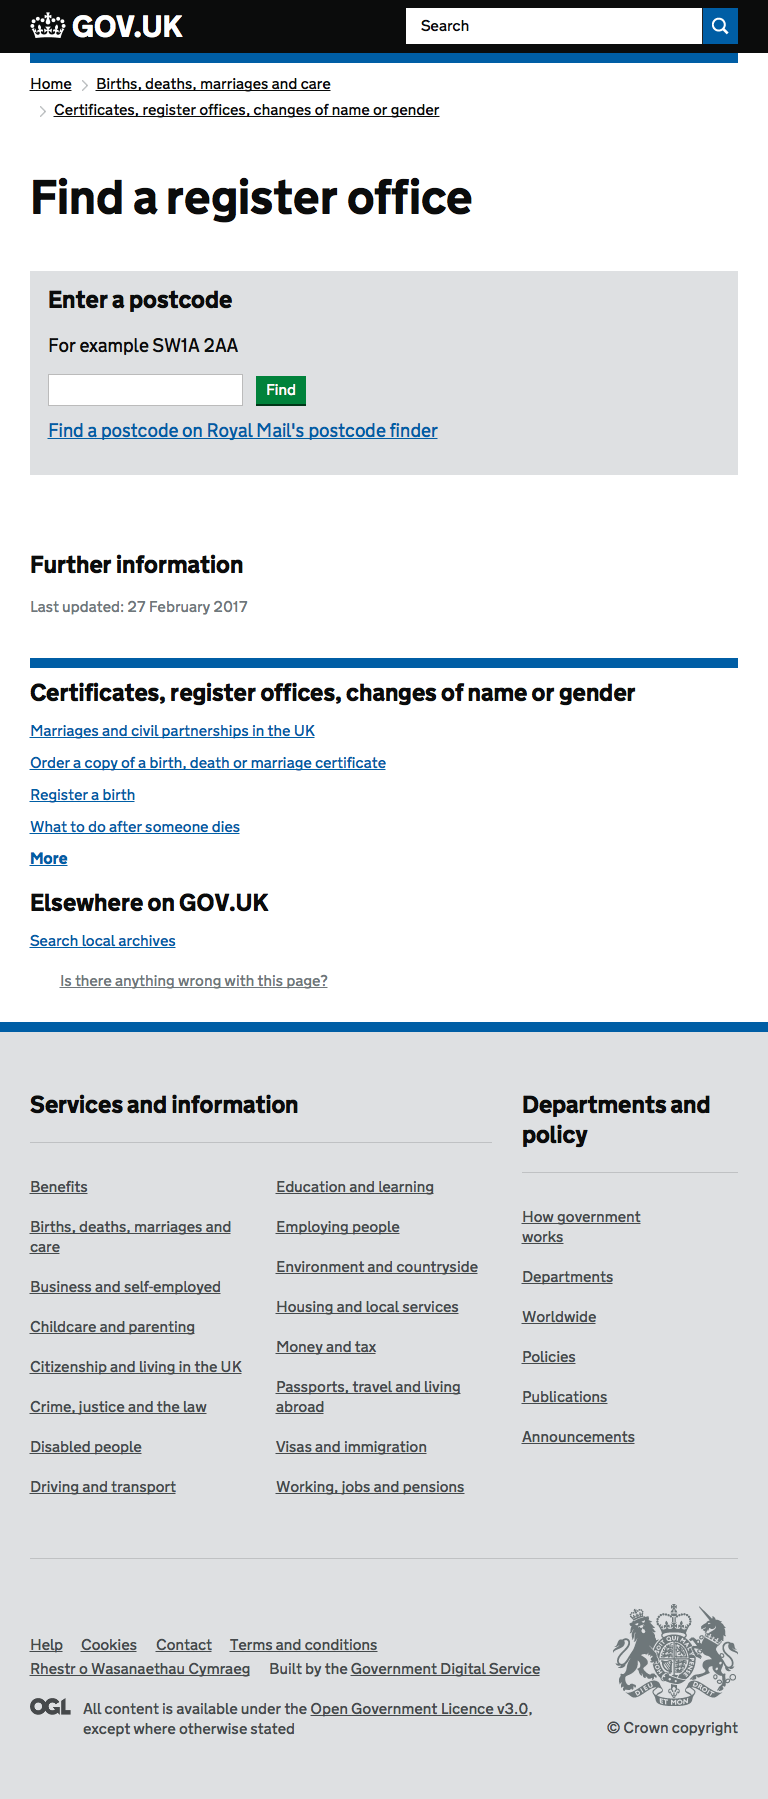 GOV.UK
Search
Home
Births, deaths, marriages and care
Certificates, register offices, changes of name or gender
Find a register office
Enter a postcode
For example SW1A 2AA
Find
Find a postcode on Royal Mail's postcode finder
Further information
Last updated: 27 February 2017
Certificates, register offices, changes of name or gender
Marriages and civil partnerships in the UK
Order a copy of a birth, death or marriage certificate
Register a birth
What to do after someone dies
More
Elsewhere on GOV.UK
Search local archives
Is there anything wrong with this page?
Services and information
Benefits
Births, deaths, marriages and
care
Business and self-employed
Childcare and parenting
Citizenship and living in the UK
Crime, justice and the law
Disabled people
Driving and transport
Education and learning
Employing people
Environment and countryside
Housing and local services
Money and tax
Passports, travel and living
abroad
Visas and immigration
Working, jobs and pensions
Departments and
policy
How government
works
Departments
Worldwide
Policies
Publications
Announcements
Help Cookies Contact Terms and conditions
Rhestr o Wasanaethau Cymraeg Built by the Government Digital Service
OGL All content is available under the Open Government Licence v3.0,
except where otherwise stated
DIEU ET MON DROIT
© Crown copyright